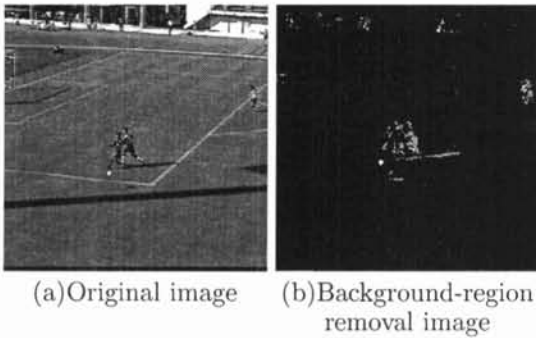 (a)Original image
(b)Background-region
removal image